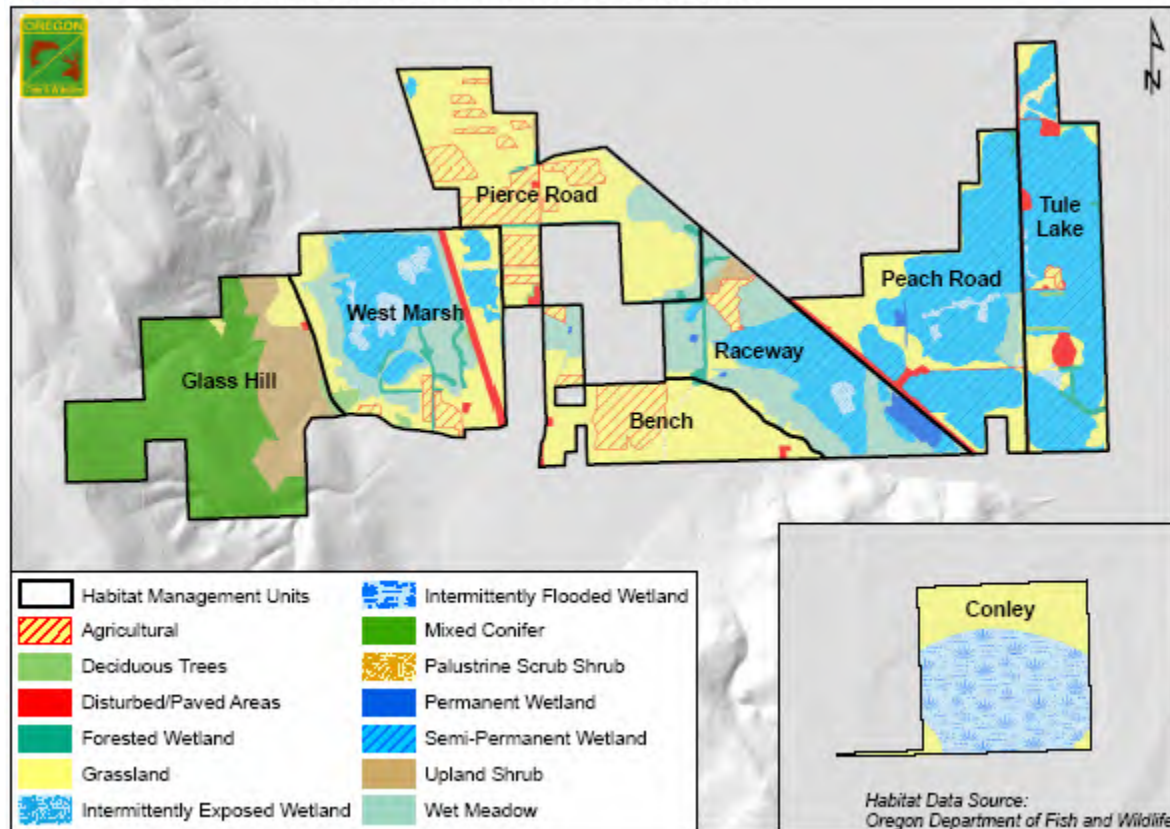 OREGON
N
Pierce Road
Tule
Lake
Peach Road
West Marsh
Raceway
Glass Hill
Bench
Habitat Management Units
Agricultural
Deciduous Trees
Disturbed/Paved Areas
Forested Wetland
Grassland
Intermittently Exposed Wetland
Intermittently Flooded Wetland
Mixed Conifer
Palustrine Scrub Shrub
Permanent Wetland
Semi-Permanent Wetland
Upland Shrub
Wet Meadow
Conley
Habitat Data Source:
Oregon Department of Fish and Wildlife